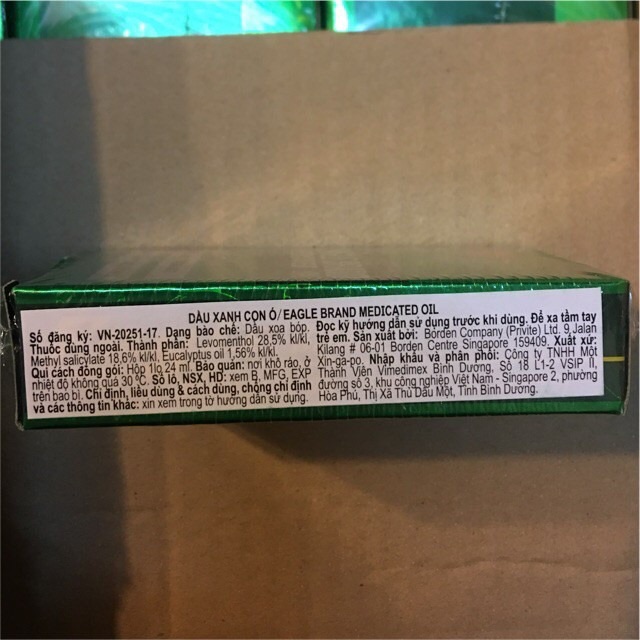 DẦU XANH CON Ó/ EAGLE BRAND MEDICATED OIL
Số đăng ký: VN-20251-17. Dạng bào chế: Dầu xoa bóp.
Thuốc dùng ngoài. Thành phần: Levomenthol 28,5% kl/kl,
Methyl salicylate 18,6% kl/kl, Eucalyptus oil 1,56% kl/kl.
Qui cách đóng gói: Hộp 1lọ 24 ml. Bảo quản: nơi khô ráo, ở
nhiệt độ không quá 30 ºC. Số lô, NSX, HD: xem B, MFG, EXP
trên bao bì. Chỉ định, liều dùng & cách dùng, chống chỉ định
và các thông tin khác: xin xem trong tờ hướng dẫn sử dụng.
Đọc kỹ hướng dẫn sử dụng trước khi dùng. Để xa tầm tay
trẻ em. Sản xuất bởi: Borden Company (Privite) Ltd. 9 Jalan
Kilang # 06-01 Borden Centre Singapore 159409. Xuất xứ:
Xin-ga-po. Nhập khẩu và phân phối: Công ty TNHH Một
Thành Viên Vimedimex Bình Dương, Số 18 L1-2 VSIP II,
đường số 3, khu công nghiệp Việt Nam - Singapore 2, phường
Hòa Phú, Thị Xã Thủ Dầu Một, Tỉnh Bình Dương.